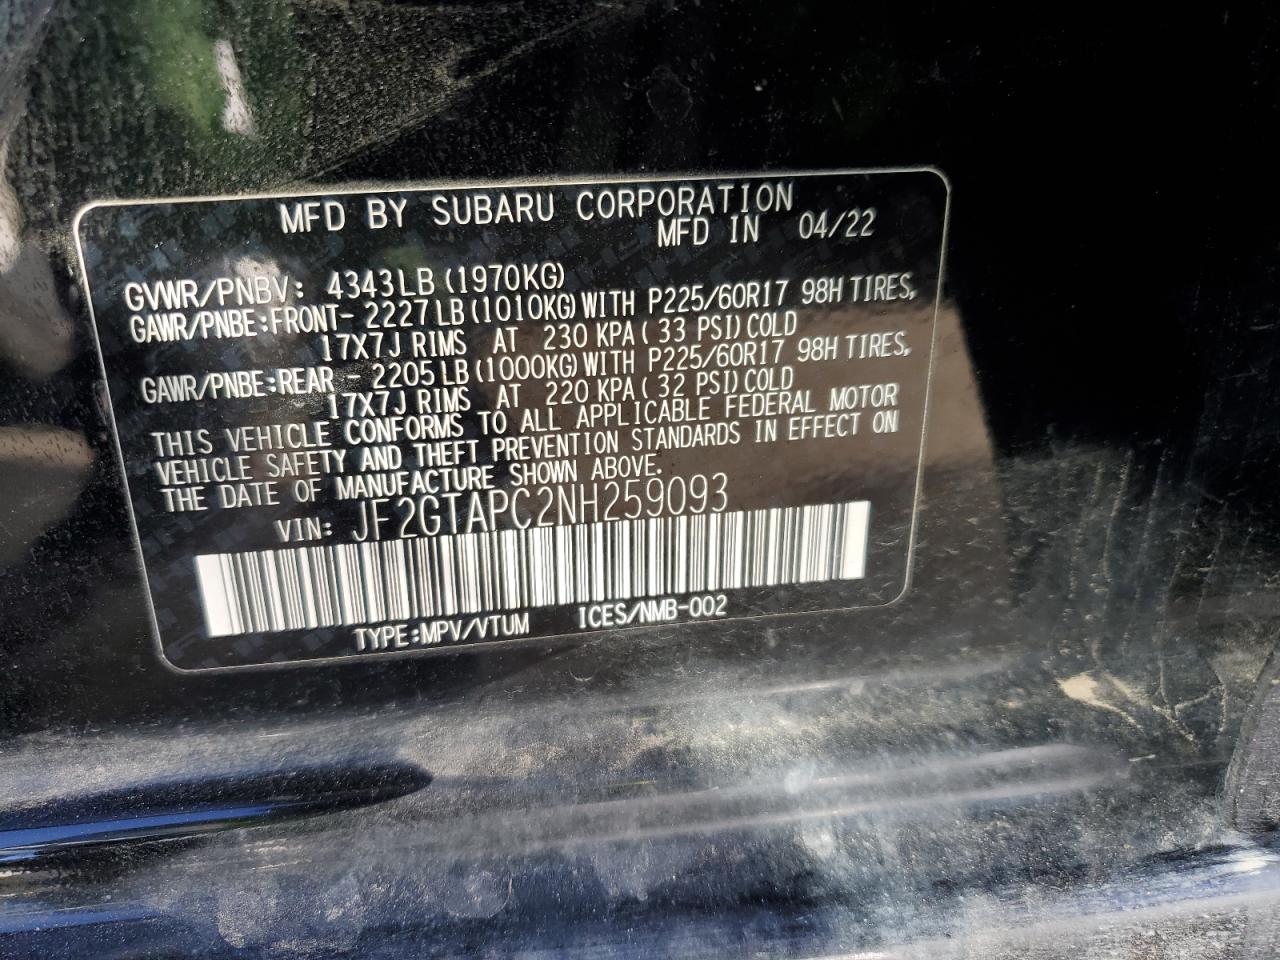 MFD BY SUBARU CORPORATION
MFD IN 04/22
GVWR/PNBV: 4343LB(1970KG)
GAWR/PNBE:FRONT- 2227LB(1010KG)WITH P225/60R17 98H TIRES,
17X7J RIMS AT 230 KPA(33 PSI)COLD
GAWR/PNBE:REAR - 2205LB(1000KG)WITH P225/60R17 98H TIRES,
17X7J RIMS AT 220 KPA(32 PSI)COLD
THIS VEHICLE CONFORMS TO ALL APPLICABLE FEDERAL MOTOR
VEHICLE SAFETY AND THEFT PREVENTION STANDARDS IN EFFECT ON
THE DATE OF MANUFACTURE SHOWN ABOVE.
VIN: JF2GTAPC2NH259093
TYPE:MPV/VTUM ICES/NMB-002